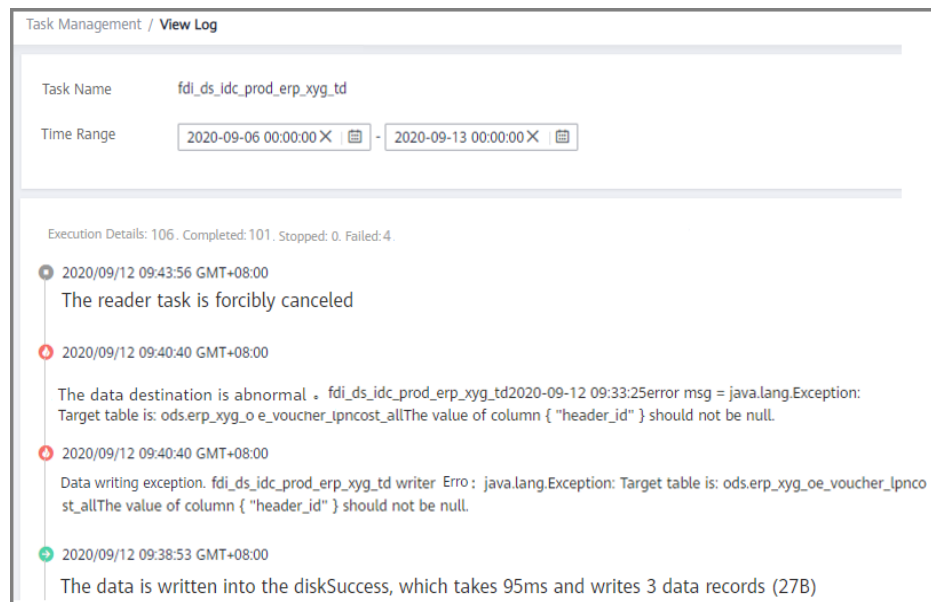 Task Management / View Log
Task Name fdi_ds_idc_prod_erp_xyg_td
Time Range 2020-09-06 00:00:00 - 2020-09-13 00:00:00
Execution Details: 106. Completed: 101. Stopped: 0. Failed: 4.
2020/09/12 09:43:56 GMT+08:00
The reader task is forcibly canceled
2020/09/12 09:40:40 GMT+08:00
The data destination is abnormal 。 fdi_ds_idc_prod_erp_xyg_td2020-09-12 09:33:25error msg = java.lang.Exception:
Target table is: ods.erp_xyg_o e_voucher_lpncost_allThe value of column { "header_id" } should not be null.
2020/09/12 09:40:40 GMT+08:00
Data writing exception. fdi_ds_idc_prod_erp_xyg_td writer Erro : java.lang.Exception: Target table is: ods.erp_xyg_oe_voucher_lpnco
st_allThe value of column { "header_id" } should not be null.
2020/09/12 09:38:53 GMT+08:00
The data is written into the diskSuccess, which takes 95ms and writes 3 data records (27B)